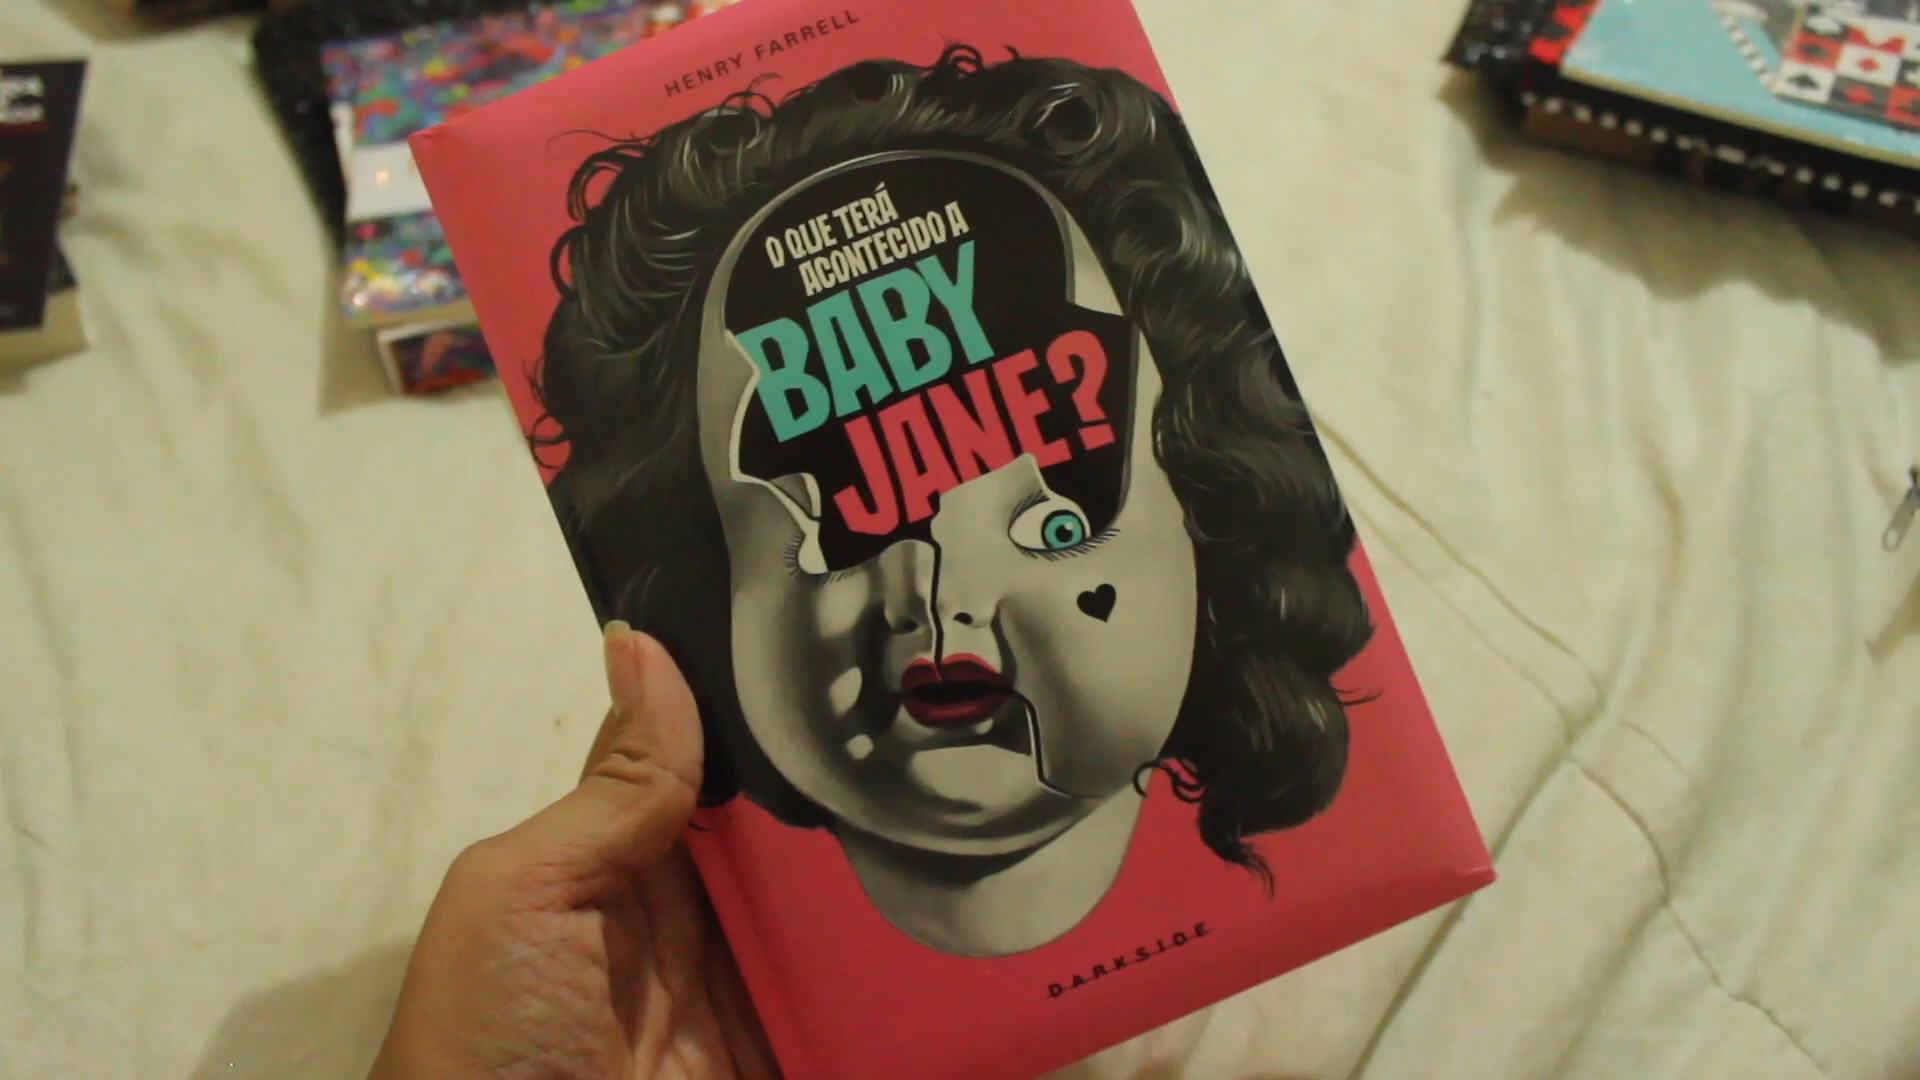 HENRY FARRELL
O QUE TERÁ
ACONTECIDO A
BABY
JANE?
DARKSIDE